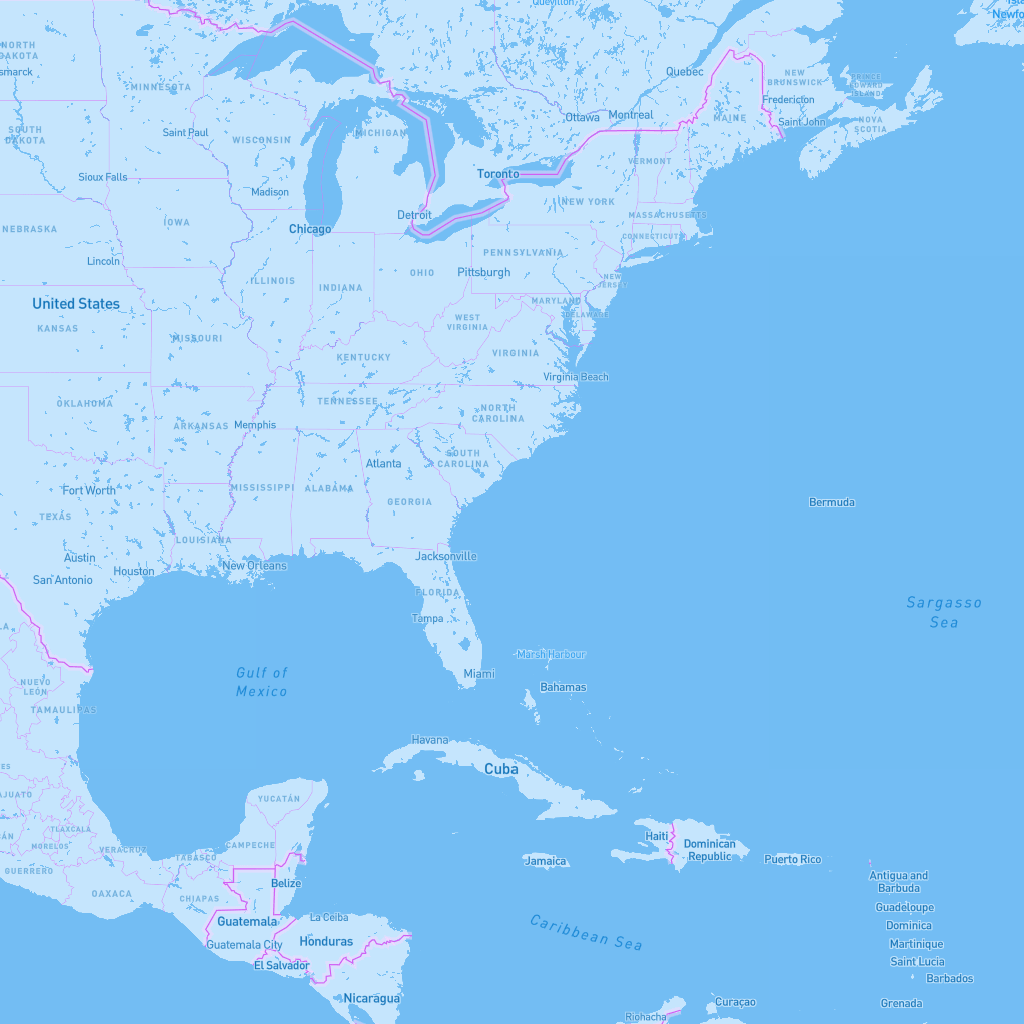 Quevillon
Newfo
NORTH
DAKOTA
smarck
MINNESOTA
Quebec
NEW
BRUNSWICK
PRINCE
EDWARD
ISLAND
Fredericton
Saint John
NOVA
SCOTIA
MAINE
Ottawa
Montreal
SOUTH
DAKOTA
Saint Paul
WISCONSIN
MICHIGAN
VERMONT
Toronto
Sioux Falls
Madison
NEW YORK
MASSACHUSETTS
Detroit
IOWA
Chicago
NEBRASKA
CONNECTICUT
PENNSYLVANIA
Lincoln
OHIO
Pittsburgh
ILLINOIS
INDIANA
NEW
JERSEY
United States
MARYLAND
DELAWARE
KANSAS
WEST
VIRGINIA
MISSOURI
VIRGINIA
KENTUCKY
Virginia Beach
OKLAHOMA
TENNESSEE
NORTH
CAROLINA
ARKANSAS
Memphis
SOUTH
CAROLINA
Atlanta
Fort Worth
MISSISSIPPI
ALABAMA
GEORGIA
Bermuda
TEXAS
LOUISIANA
Austin
Jacksonville
San Antonio
Houston
New Orleans
FLORIDA
Sargasso
Sea
Tampa
LA
Marsh Harbour
Gulf of
Mexico
Miami
NUEVO
LEÓN
Bahamas
TAMAULIPAS
Havana
Cuba
ES
AJUATO
YUCATÁN
TLAXCALA
ÁN
MORELOS
VERACRUZ
CAMPECHE
TABASCO
Haiti
Dominican
Republic
Jamaica
Puerto Rico
GUERRERO
OAXACA
CHIAPAS
Belize
Antigua and
Barbuda
Guadeloupe
Guatemala
La Ceiba
Caribbean Sea
Dominica
Guatemala City
Honduras
Martinique
El Salvador
Saint Lucia
Barbados
Nicaragua
Curaçao
Grenada
Riohacha